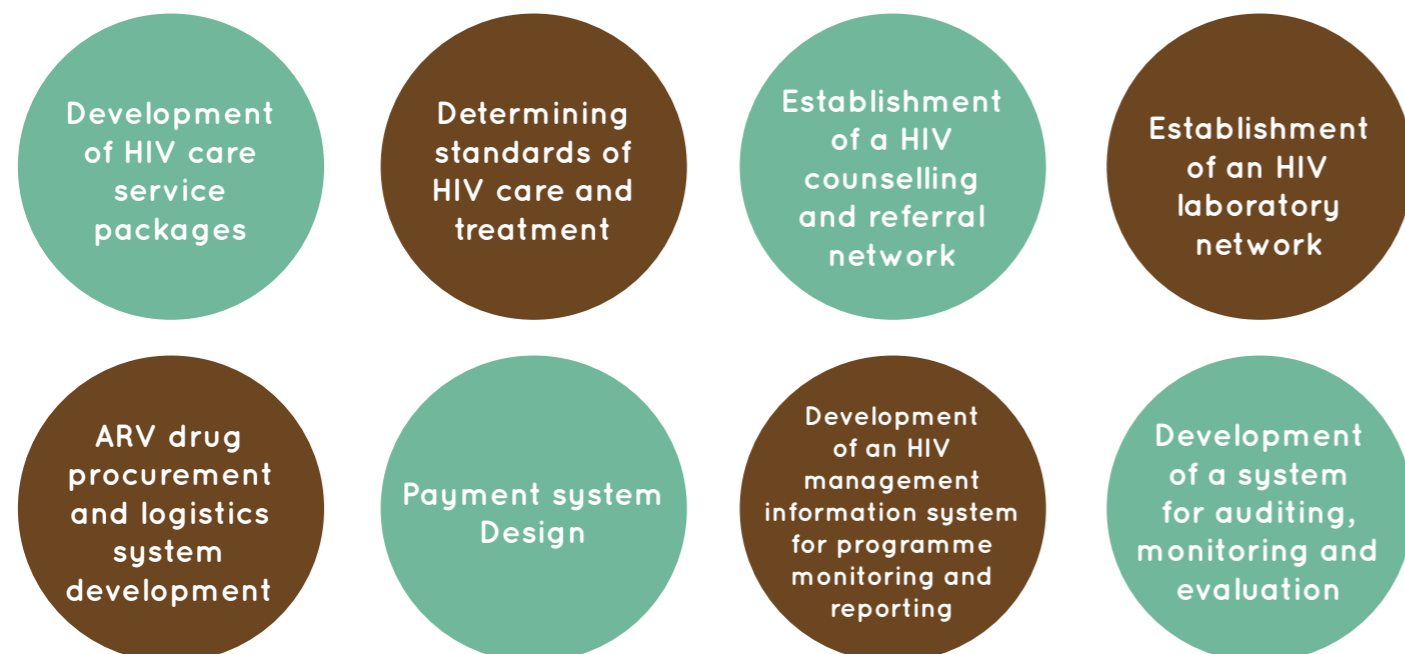 Development
of HIV care
service
packages
Determining
standards of
HIV care and
treatment
Establishment
of a HIV
counselling
and referral
network
Establishment
of an HIV
laboratory
network
ARV drug
procurement
and logistics
system
development
Payment system
Design
Development
of an HIV
management
information system
for programme
monitoring and
reporting
Development
of a system
for auditing,
monitoring and
evaluation